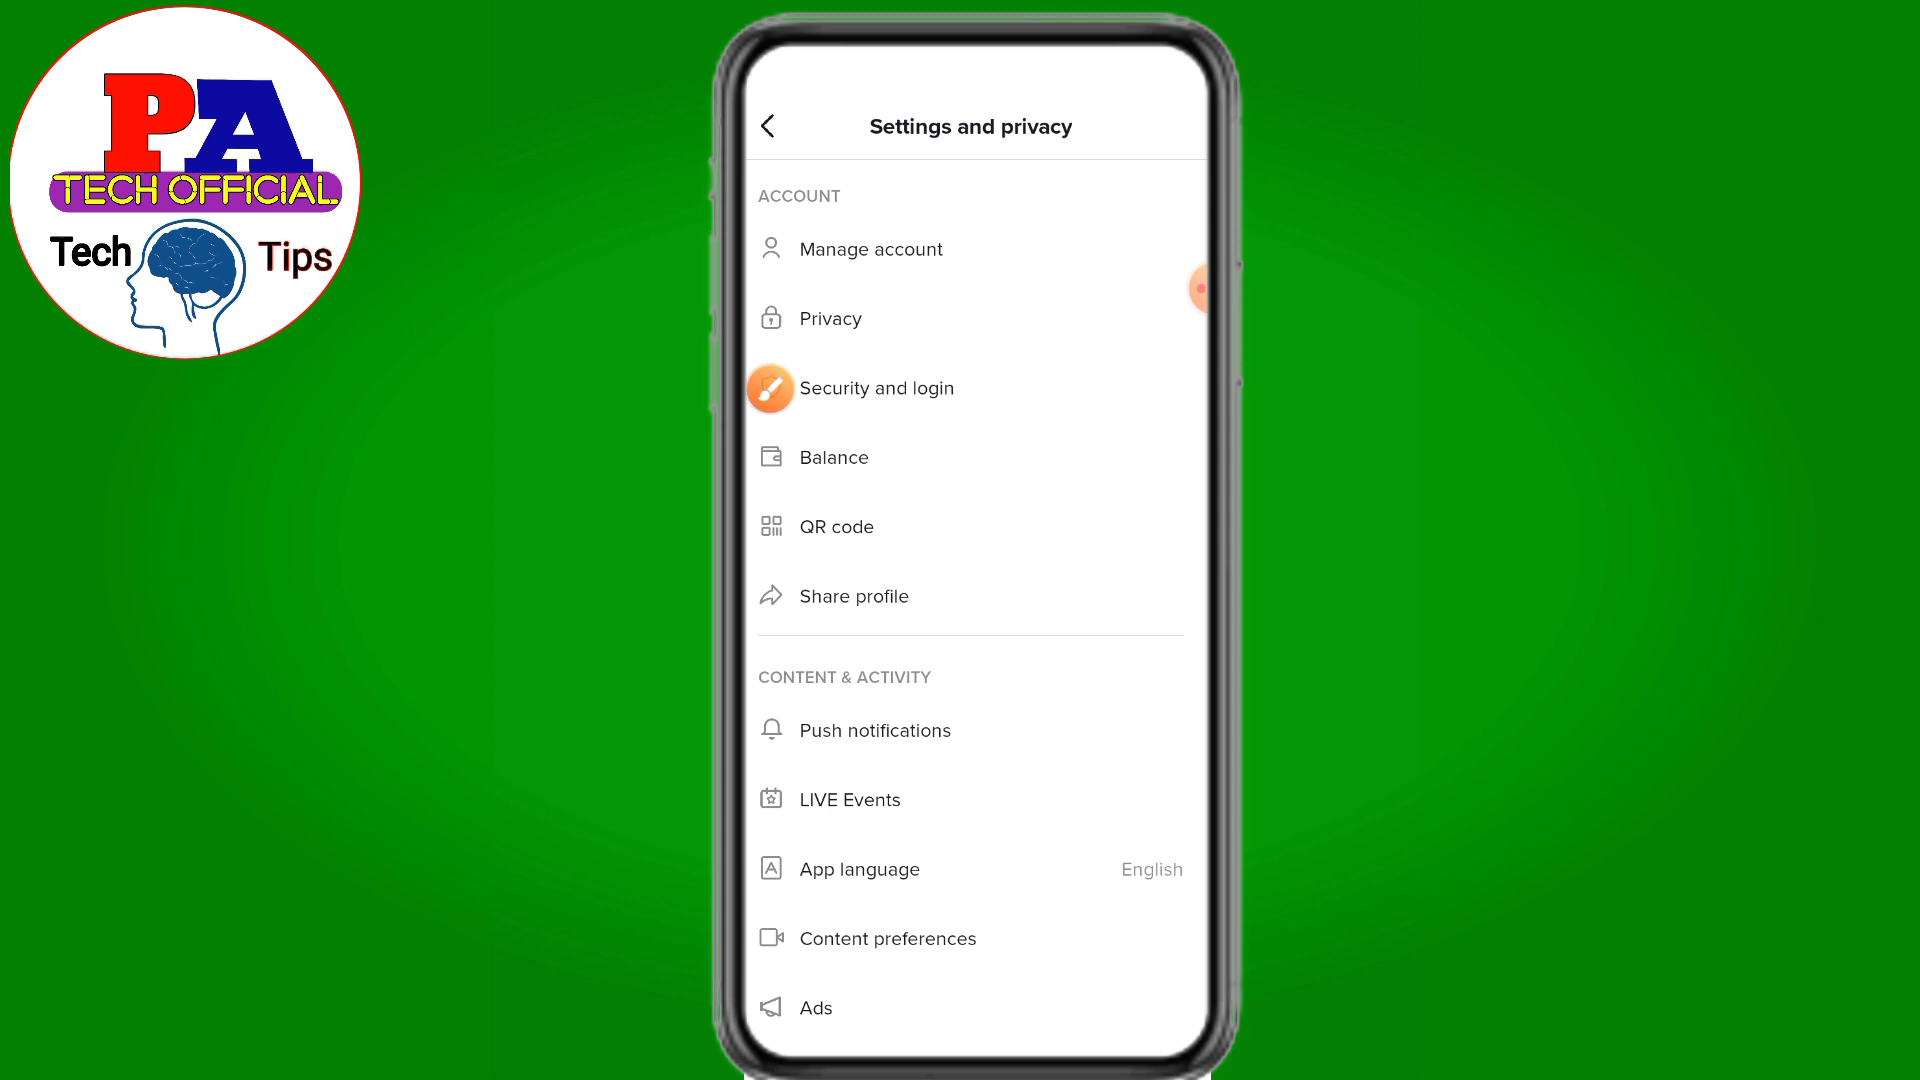 PA
TECH OFFICIAL
Tech Tips
Settings and privacy
ACCOUNT
Manage account
Privacy
Security and login
Balance
QR code
Share profile
CONTENT & ACTIVITY
Push notifications
LIVE Events
App language English
Content preferences
Ads